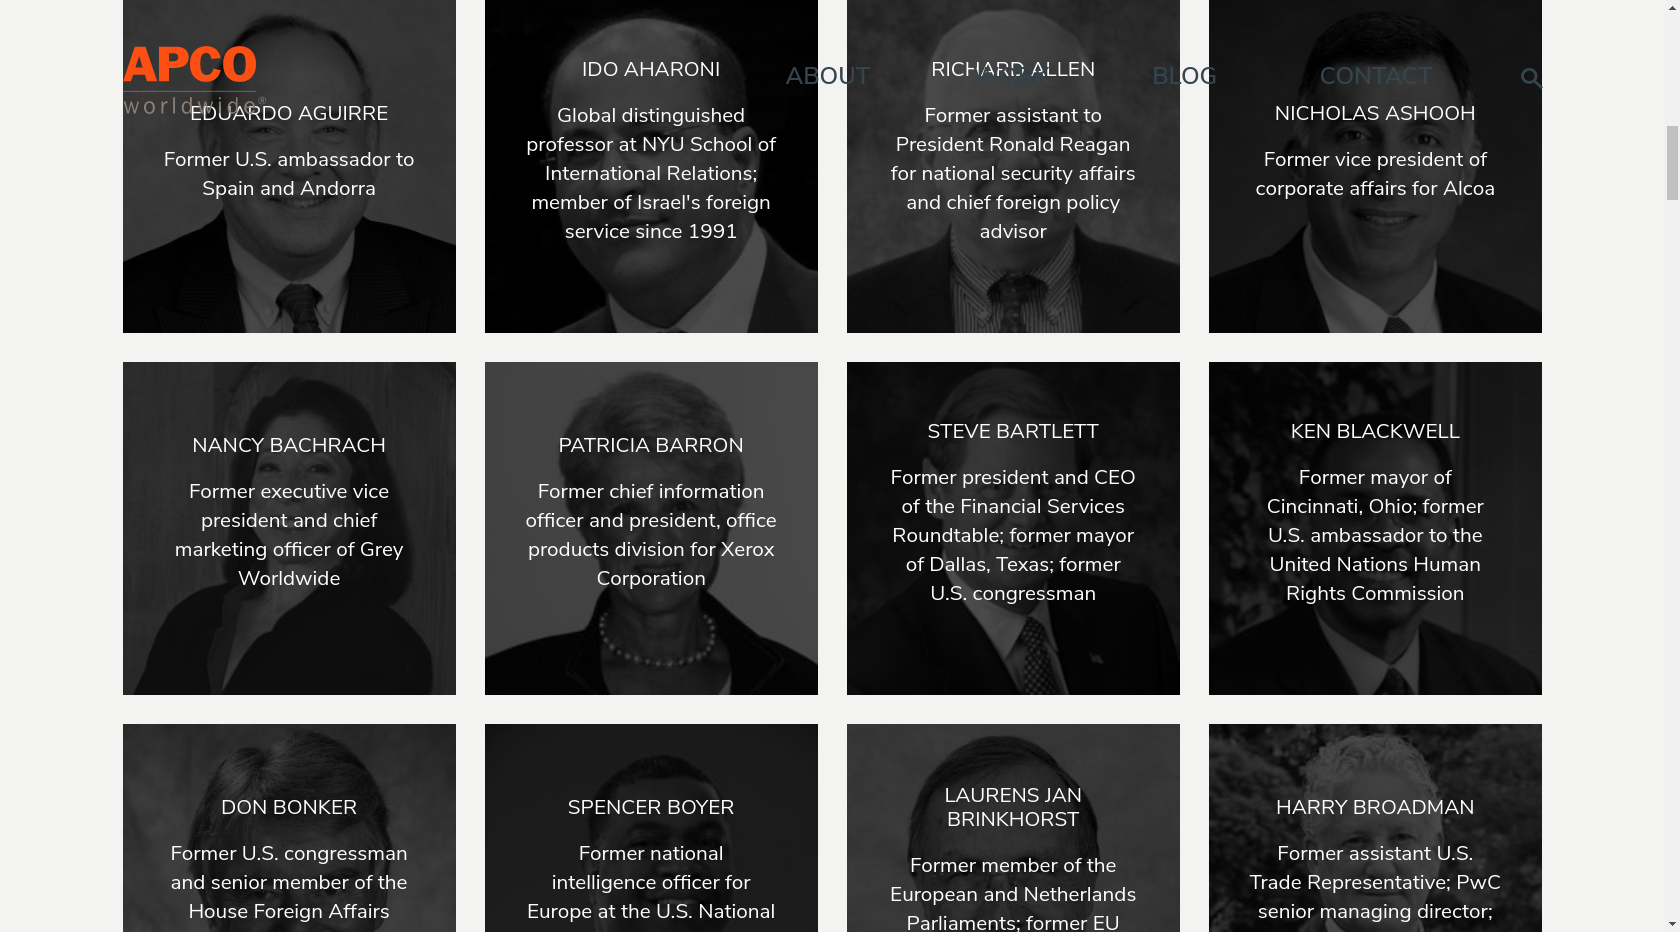 APCO
worldwide®
ABOUT
BLOG
CONTACT
EDUARDO AGUIRRE
Former U.S. ambassador to
Spain and Andorra
IDO AHARONI
Global distinguished
professor at NYU School of
International Relations;
member of Israel's foreign
service since 1991
RICHARD ALLEN
Former assistant to
President Ronald Reagan
for national security affairs
and chief foreign policy
advisor
NICHOLAS ASHOOH
Former vice president of
corporate affairs for Alcoa
NANCY BACHRACH
Former executive vice
president and chief
marketing officer of Grey
Worldwide
PATRICIA BARRON
Former chief information
officer and president, office
products division for Xerox
Corporation
STEVE BARTLETT
Former president and CEO
of the Financial Services
Roundtable; former mayor
of Dallas, Texas; former
U.S. congressman
KEN BLACKWELL
Former mayor of
Cincinnati, Ohio; former
U.S. ambassador to the
United Nations Human
Rights Commission
DON BONKER
Former U.S. congressman
and senior member of the
House Foreign Affairs
SPENCER BOYER
Former national
intelligence officer for
Europe at the U.S. National
LAURENS JAN
BRINKHORST
Former member of the
European and Netherlands
Parliaments; former EU
HARRY BROADMAN
Former assistant U.S.
Trade Representative; PwC
senior managing director;